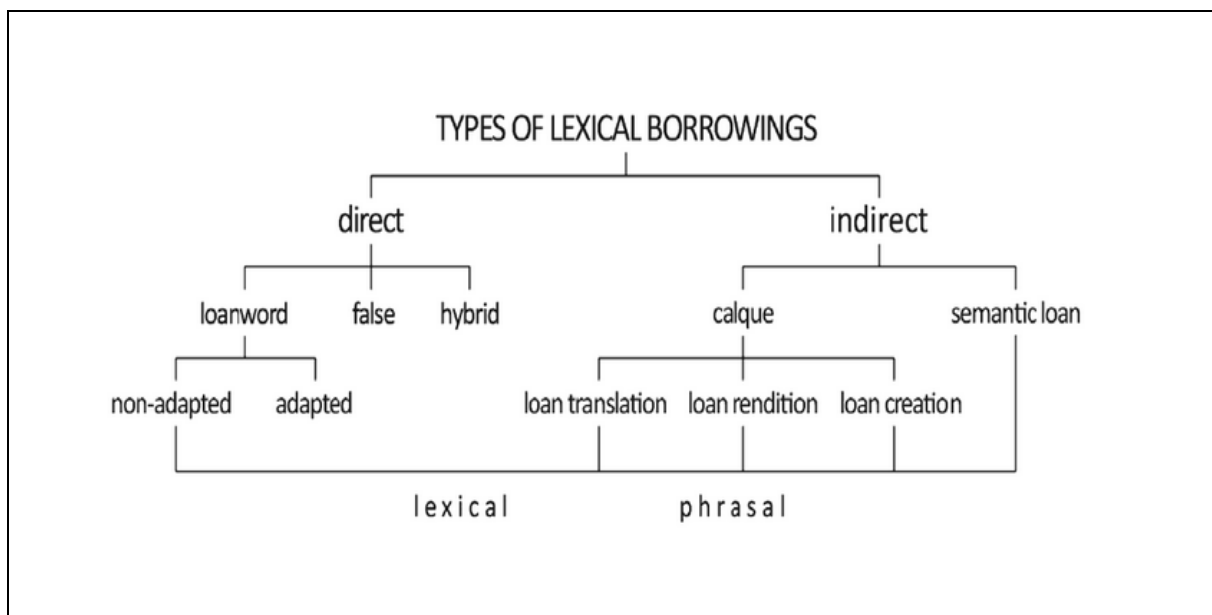 TYPES OF LEXICAL BORROWINGS
direct indirect
loanword false hybrid calque semantic loan
non-adapted adapted loan translation loan rendition loan creation
lexical phrasal